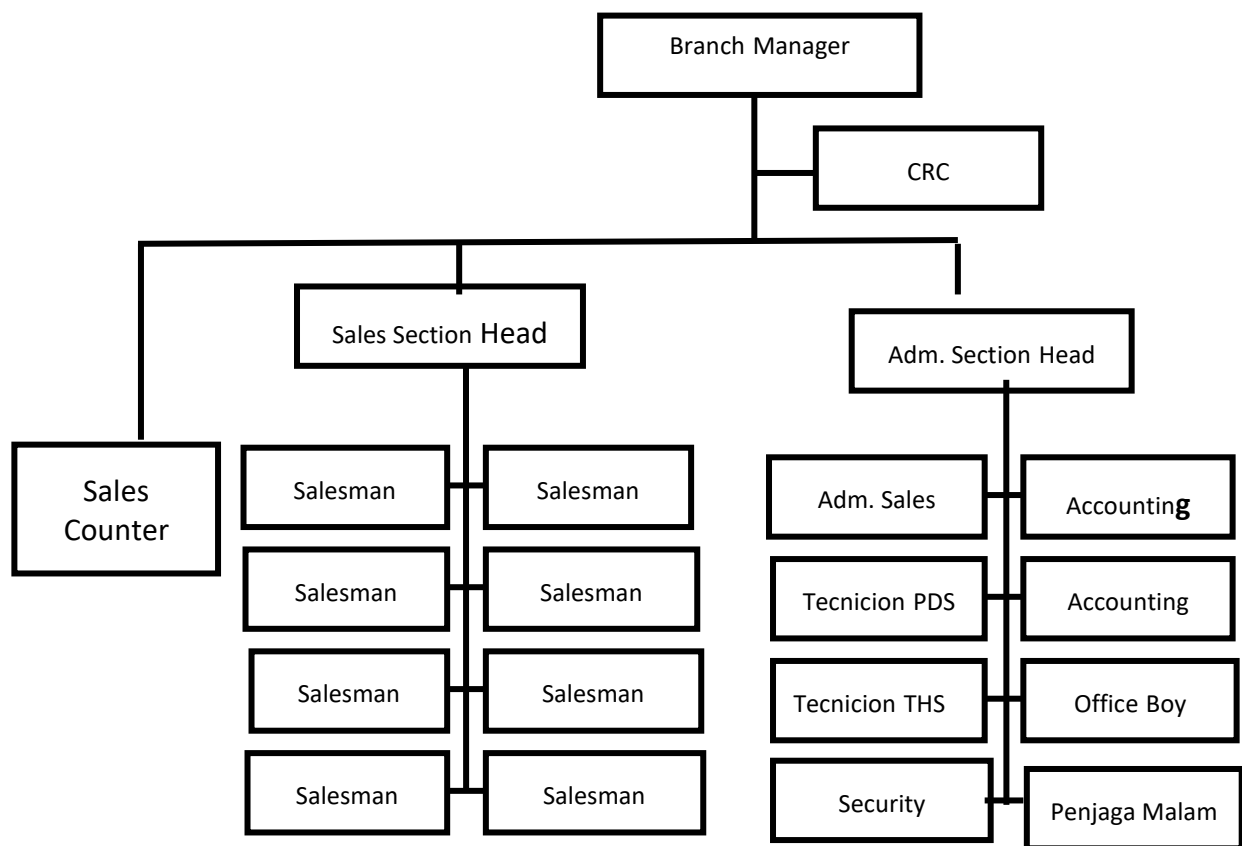 Branch Manager
CRC
Sales Section Head
Adm. Section Head
Sales
Counter
Salesman
Salesman
Adm. Sales
Accounting
Salesman
Salesman
Tecnicion PDS
Accounting
Salesman
Salesman
Tecnicion THS
Office Boy
Salesman
Salesman
Security
Penjaga Malam